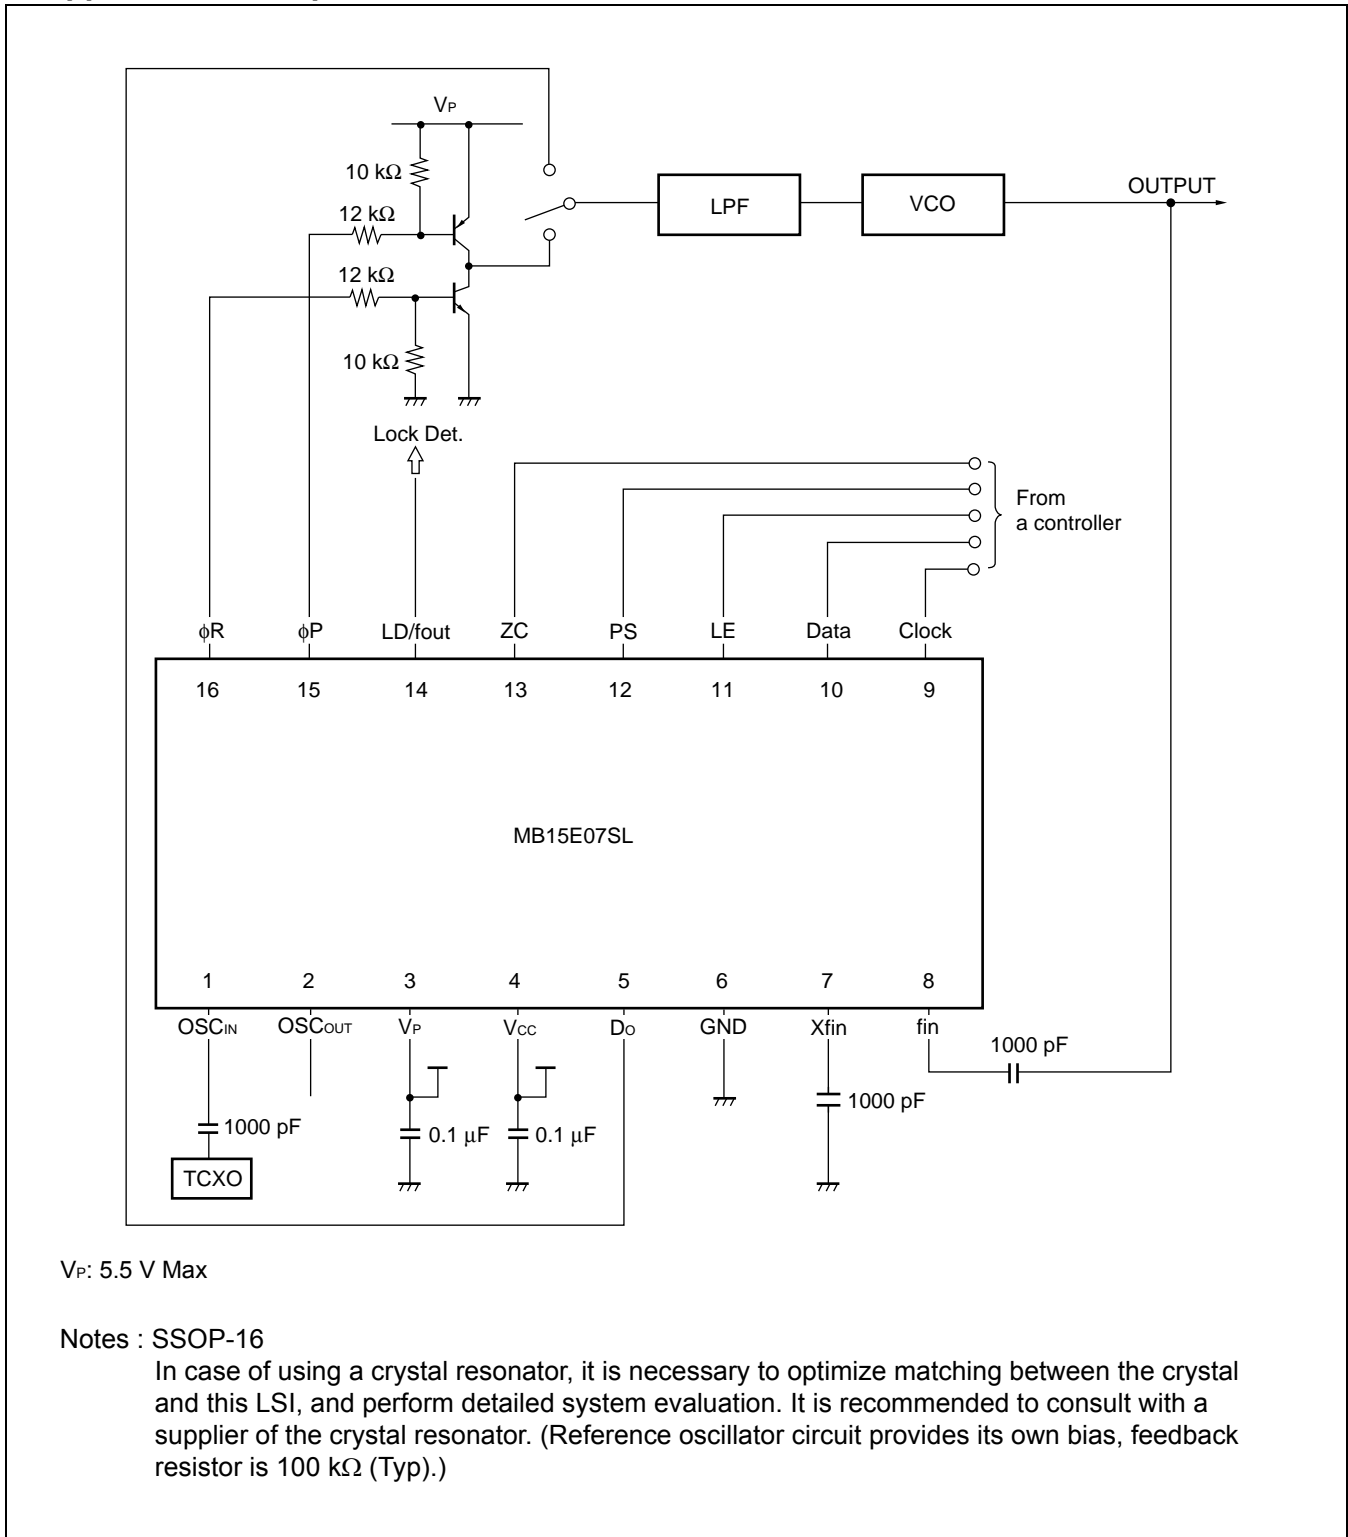 VP
10 kΩ
12 kΩ
12 kΩ
10 kΩ
LPF
VCO
OUTPUT
Lock Det.
From
a controller
φR φP LD/fout ZC PS LE Data Clock
16 15 14 13 12 11 10 9
MB15E07SL
1 2 3 4 5 6 7 8
OSCIN OSCOUT VP VCC DO GND Xfin fin
1000 pF
1000 pF
1000 pF
0.1 μF
0.1 μF
TCXO
VP: 5.5 V Max
Notes : SSOP-16
In case of using a crystal resonator, it is necessary to optimize matching between the crystal
and this LSI, and perform detailed system evaluation. It is recommended to consult with a
supplier of the crystal resonator. (Reference oscillator circuit provides its own bias, feedback
resistor is 100 kΩ (Typ).)